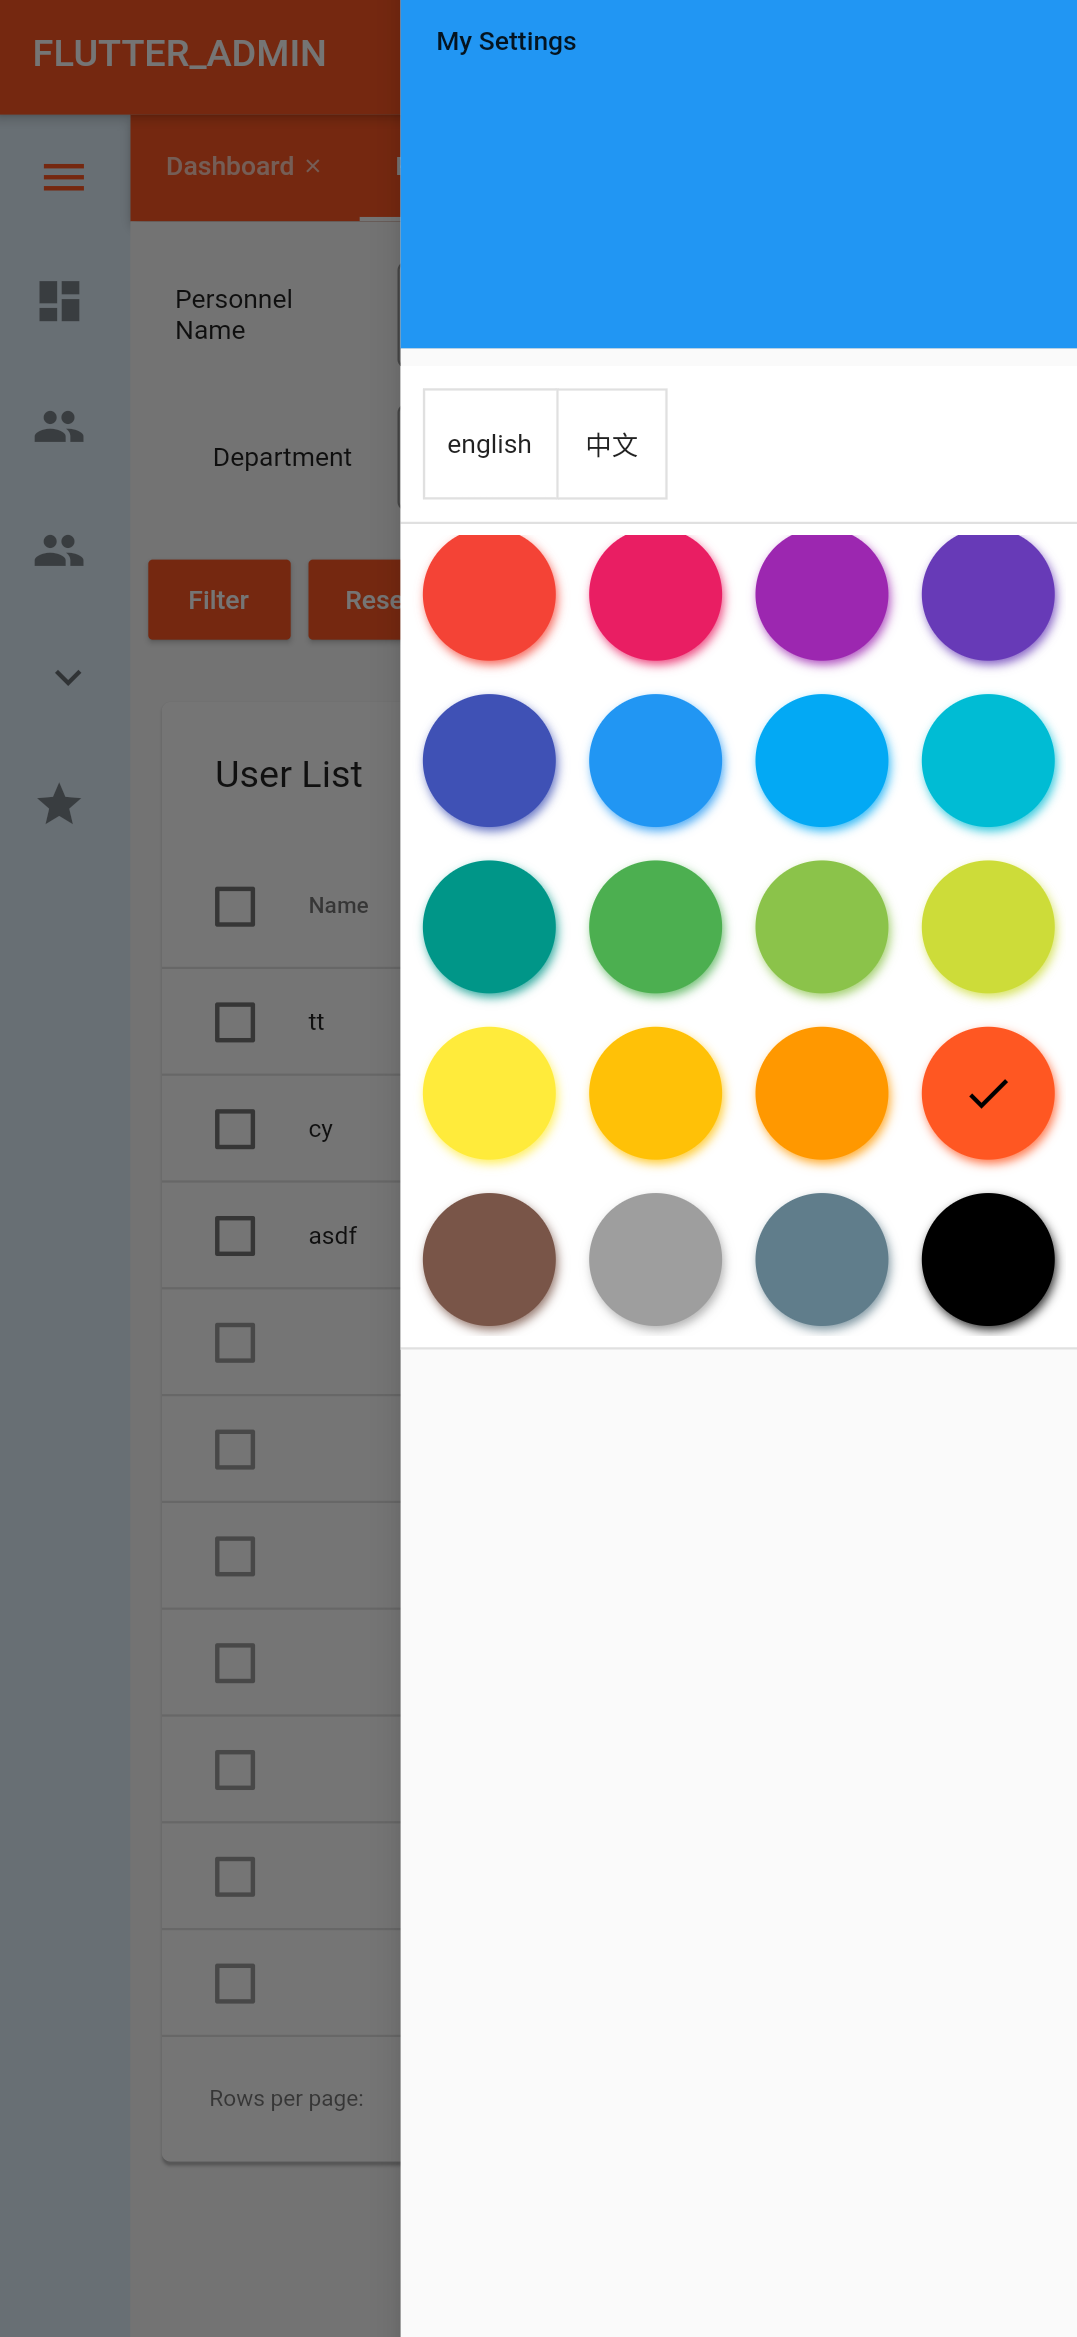 FLUTTER_ADMIN
My Settings
Dashboard ×
Personnel
Name
english 中文
Department
Filter
User List
Name
tt
cy
asdf
Rows per page: